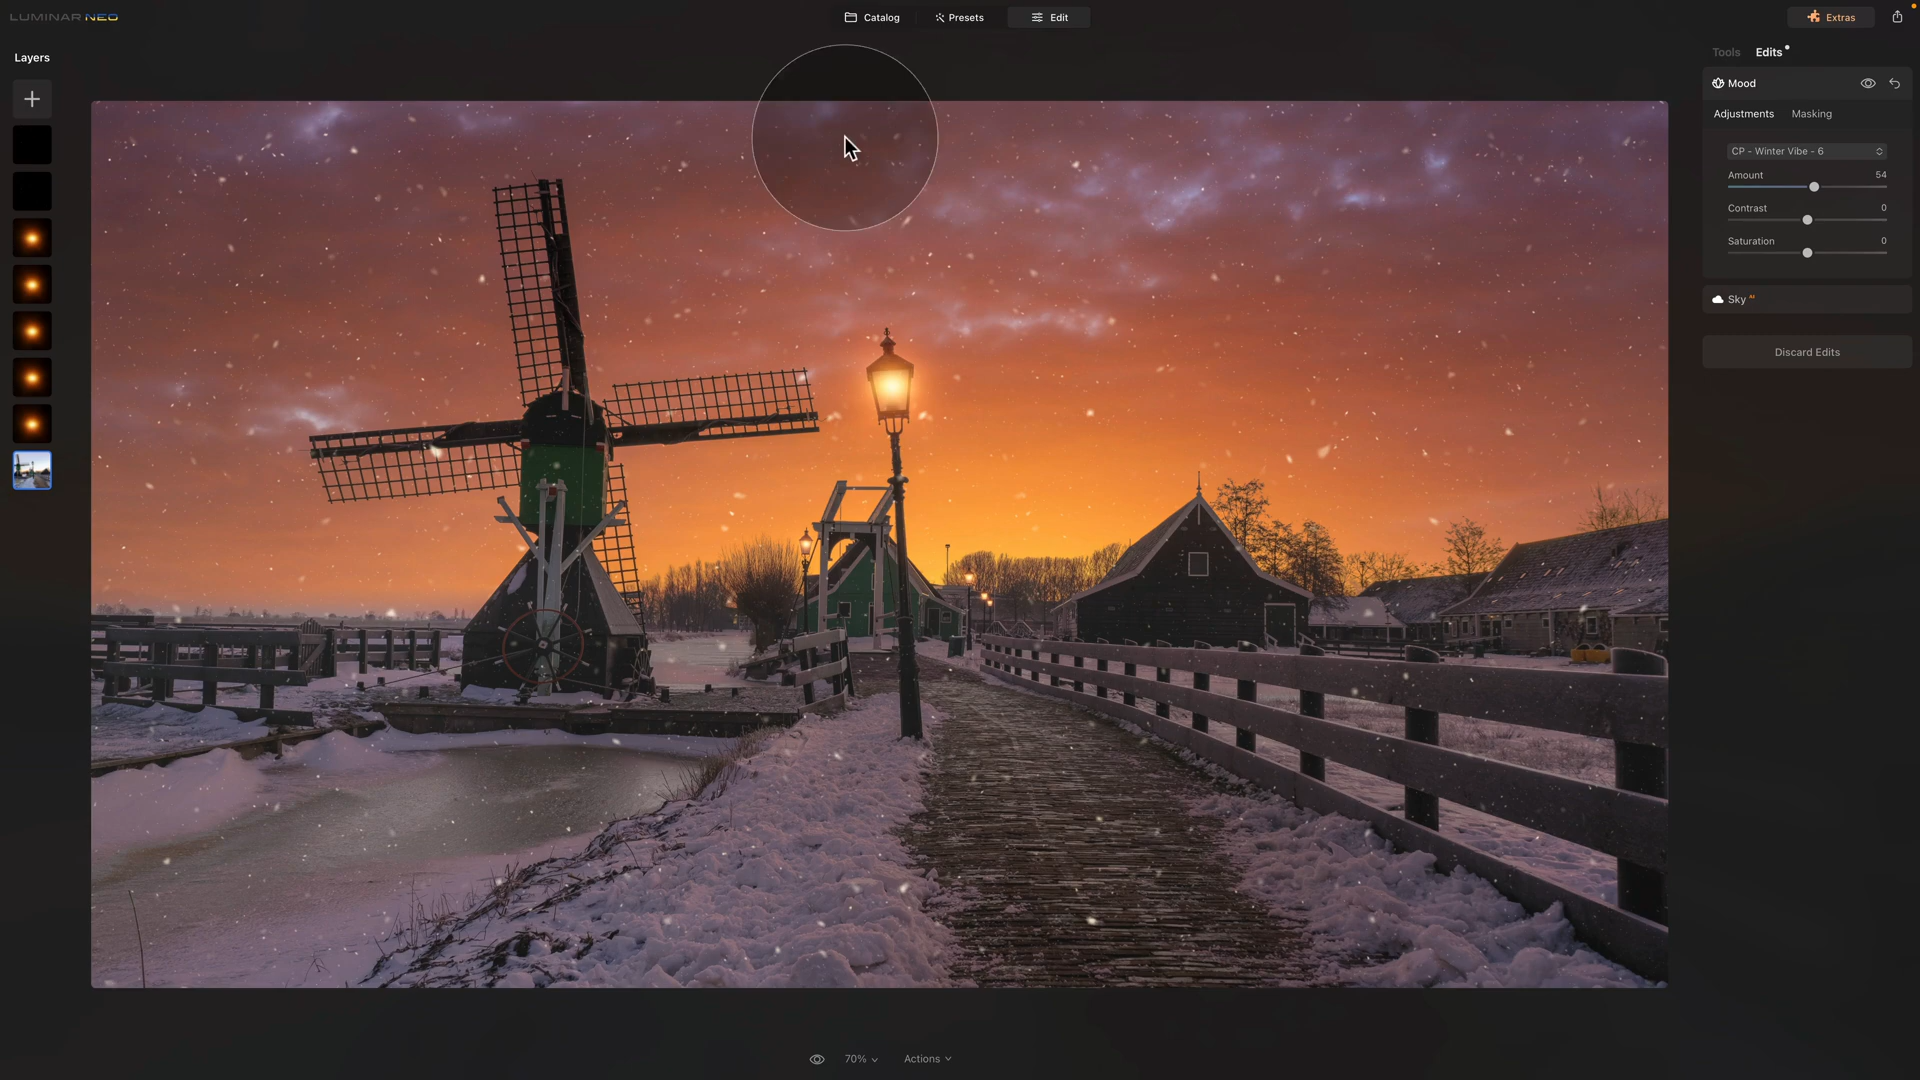 LUMINAR NEO
Catalog
Presets
Edit
Extras
Layers
Tools
Edits
Mood
Adjustments
Masking
CP - Winter Vibe - 6
Amount
54
Contrast
0
Saturation
0
Sky AI
Discard Edits
70%
Actions